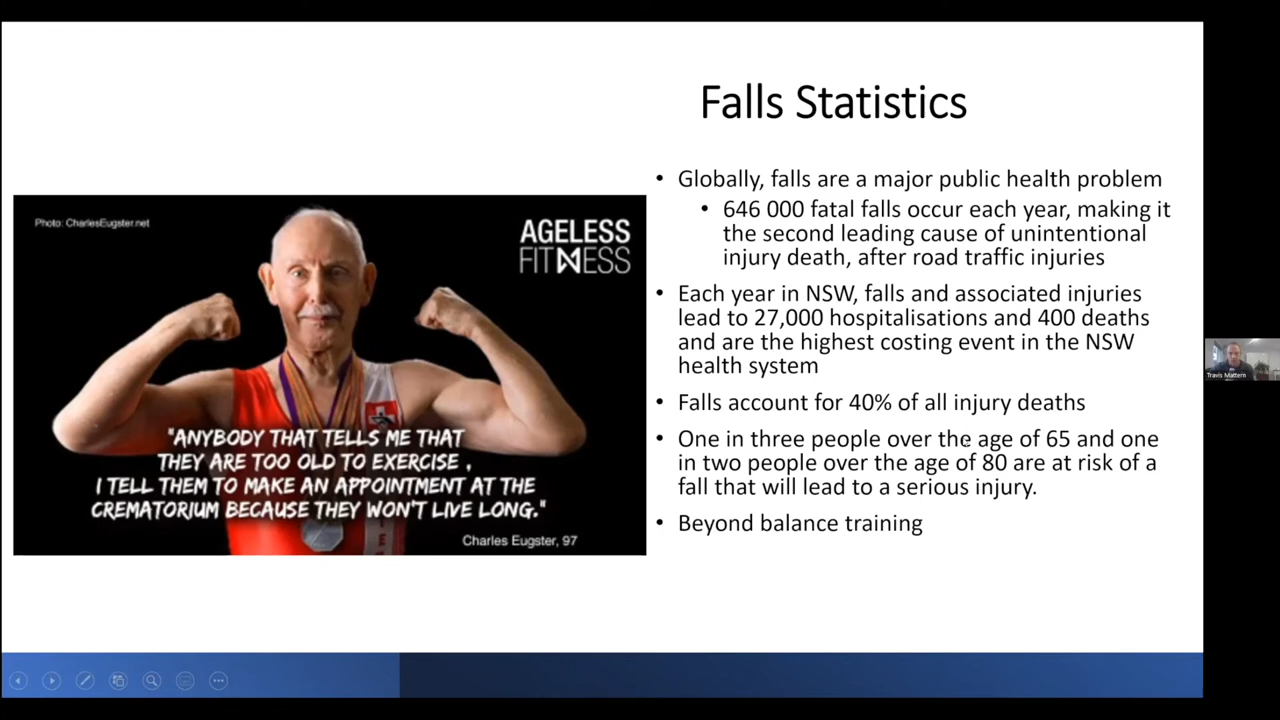 Falls Statistics
Photo: CharlesEugster.net
AGELESS
FITNESS
"ANYBODY THAT TELLS ME THAT
THEY ARE TOO OLD TO EXERCISE ,
I TELL THEM TO MAKE AN APPOINTMENT AT THE
CREMATORIUM BECAUSE THEY WON'T LIVE LONG."
Charles Eugster, 97
• Globally, falls are a major public health problem
• 646 000 fatal falls occur each year, making it
the second leading cause of unintentional
injury death, after road traffic injuries
• Each year in NSW, falls and associated injuries
lead to 27,000 hospitalisations and 400 deaths
and are the highest costing event in the NSW
health system
• Falls account for 40% of all injury deaths
• One in three people over the age of 65 and one
in two people over the age of 80 are at risk of a
fall that will lead to a serious injury.
• Beyond balance training
Travis Mattern